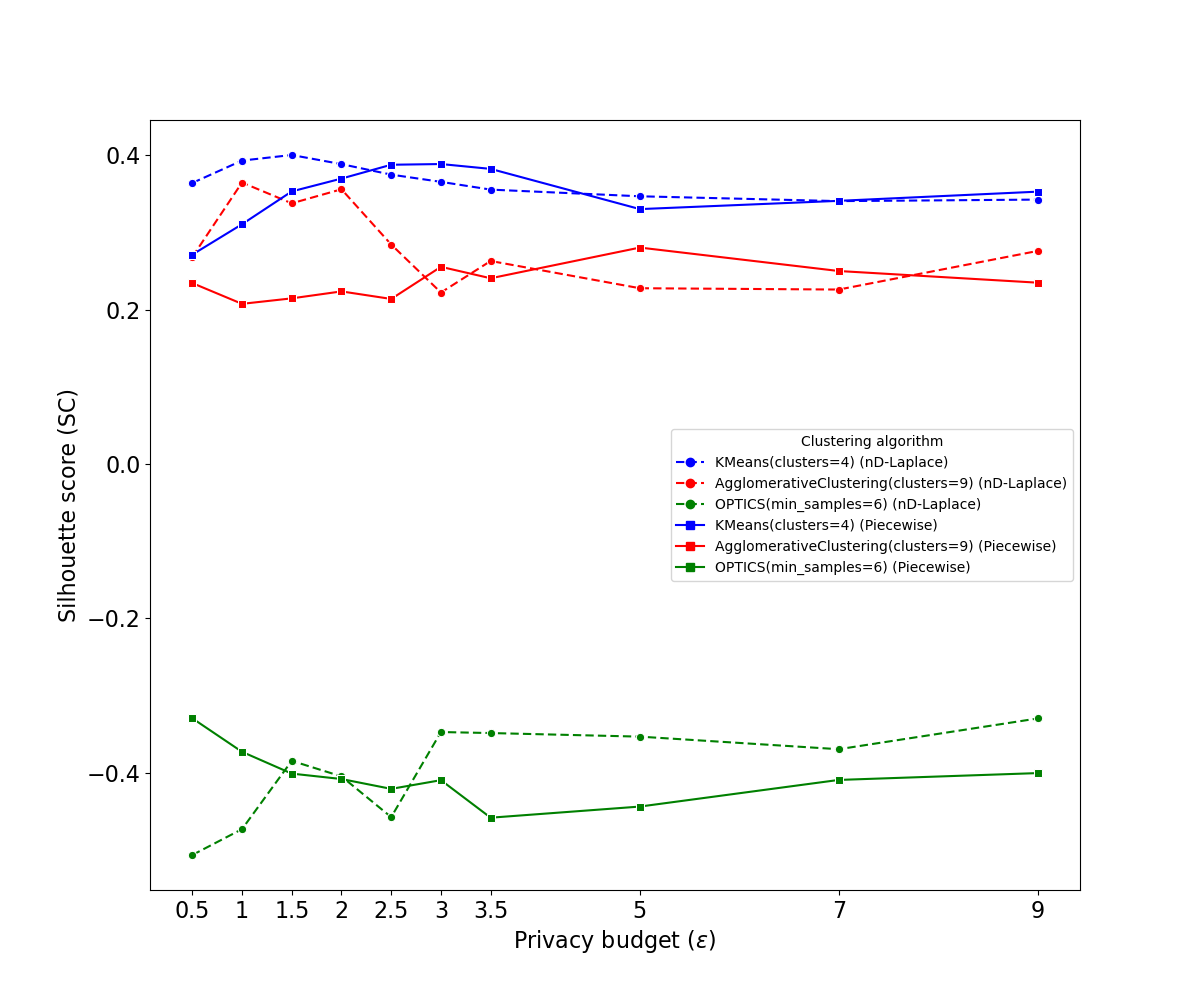 0.4
0.2
0.0
−0.2
−0.4
Silhouette score (SC)
Clustering algorithm
KMeans(clusters=4) (nD-Laplace)
AgglomerativeClustering(clusters=9) (nD-Laplace)
OPTICS(min_samples=6) (nD-Laplace)
KMeans(clusters=4) (Piecewise)
AgglomerativeClustering(clusters=9) (Piecewise)
OPTICS(min_samples=6) (Piecewise)
0.5 1 1.5 2 2.5 3 3.5 5 7 9
Privacy budget (ε)